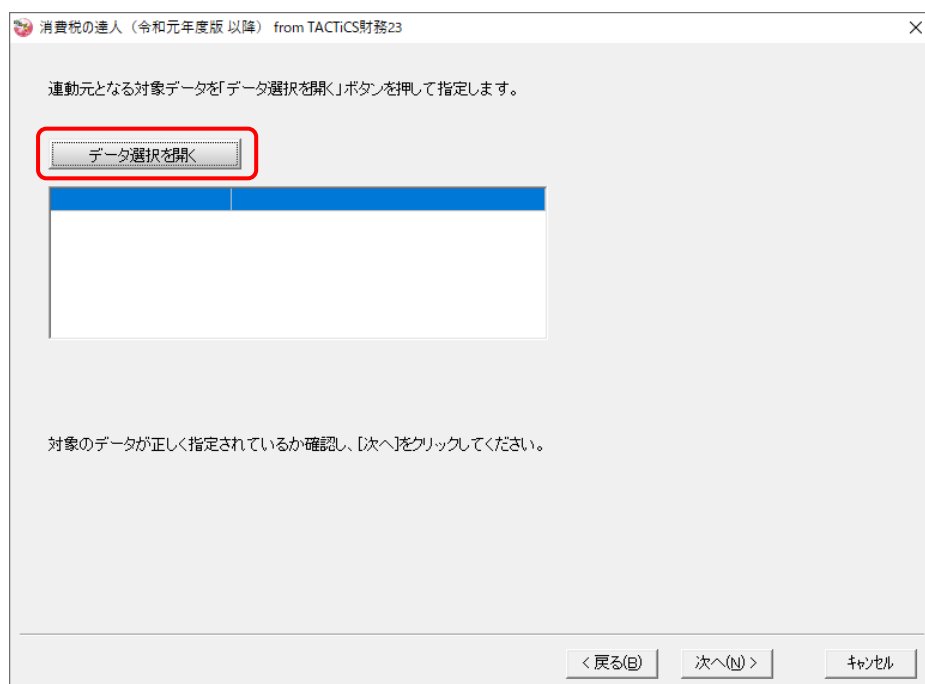 消費税の達人（令和元年度版 以降） from TACTiCS財務23
連動元となる対象データを「データ選択を開く」ボタンを押して指定します。
データ選択を開く
対象のデータが正しく指定されているか確認し、[次へ]をクリックしてください。
< 戻る(B)
次へ(N) >
ｷｬﾝｾﾙ